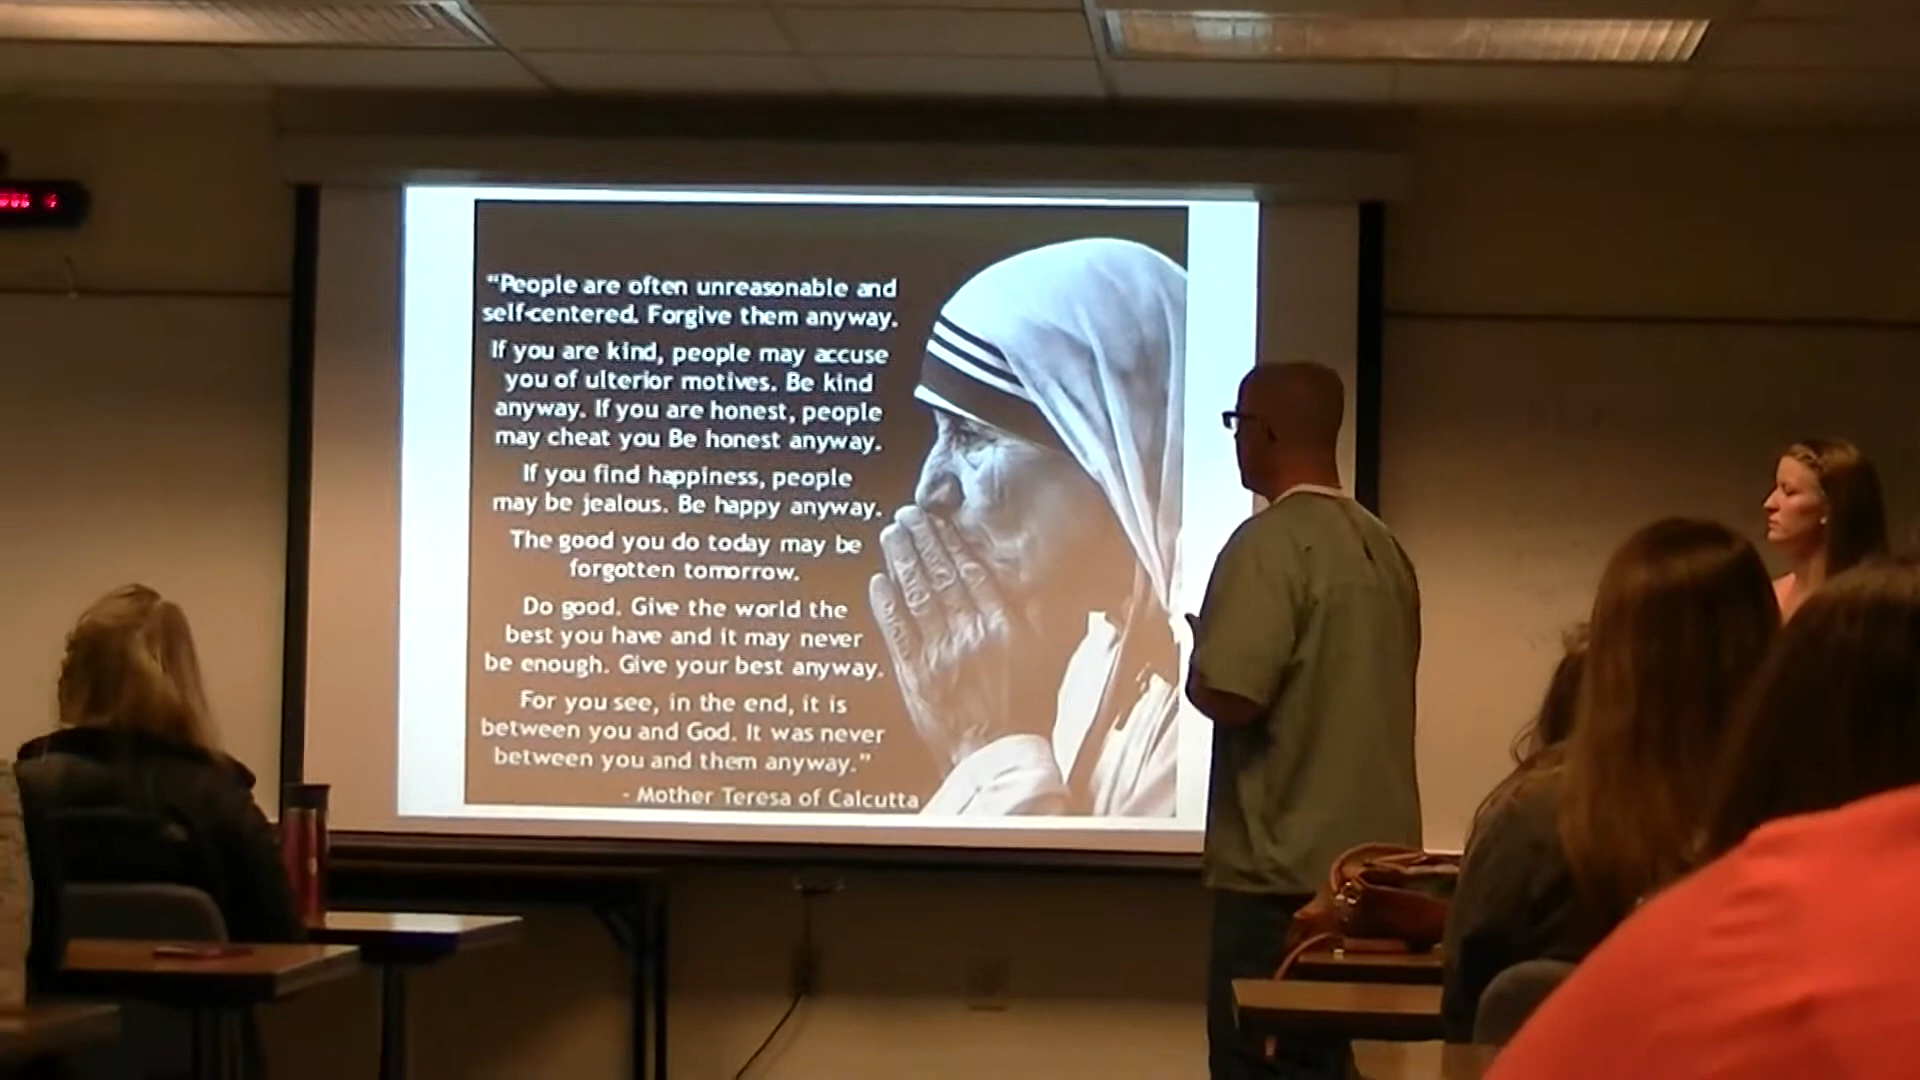 “People are often unreasonable and
self-centered. Forgive them anyway.
If you are kind, people may accuse
you of ulterior motives. Be kind
anyway. If you are honest, people
may cheat you Be honest anyway.
If you find happiness, people
may be jealous. Be happy anyway.
The good you do today may be
forgotten tomorrow.
Do good. Give the world the
best you have and it may never
be enough. Give your best anyway.
For you see, in the end, it is
between you and God. It was never
between you and them anyway.”
- Mother Teresa of Calcutta